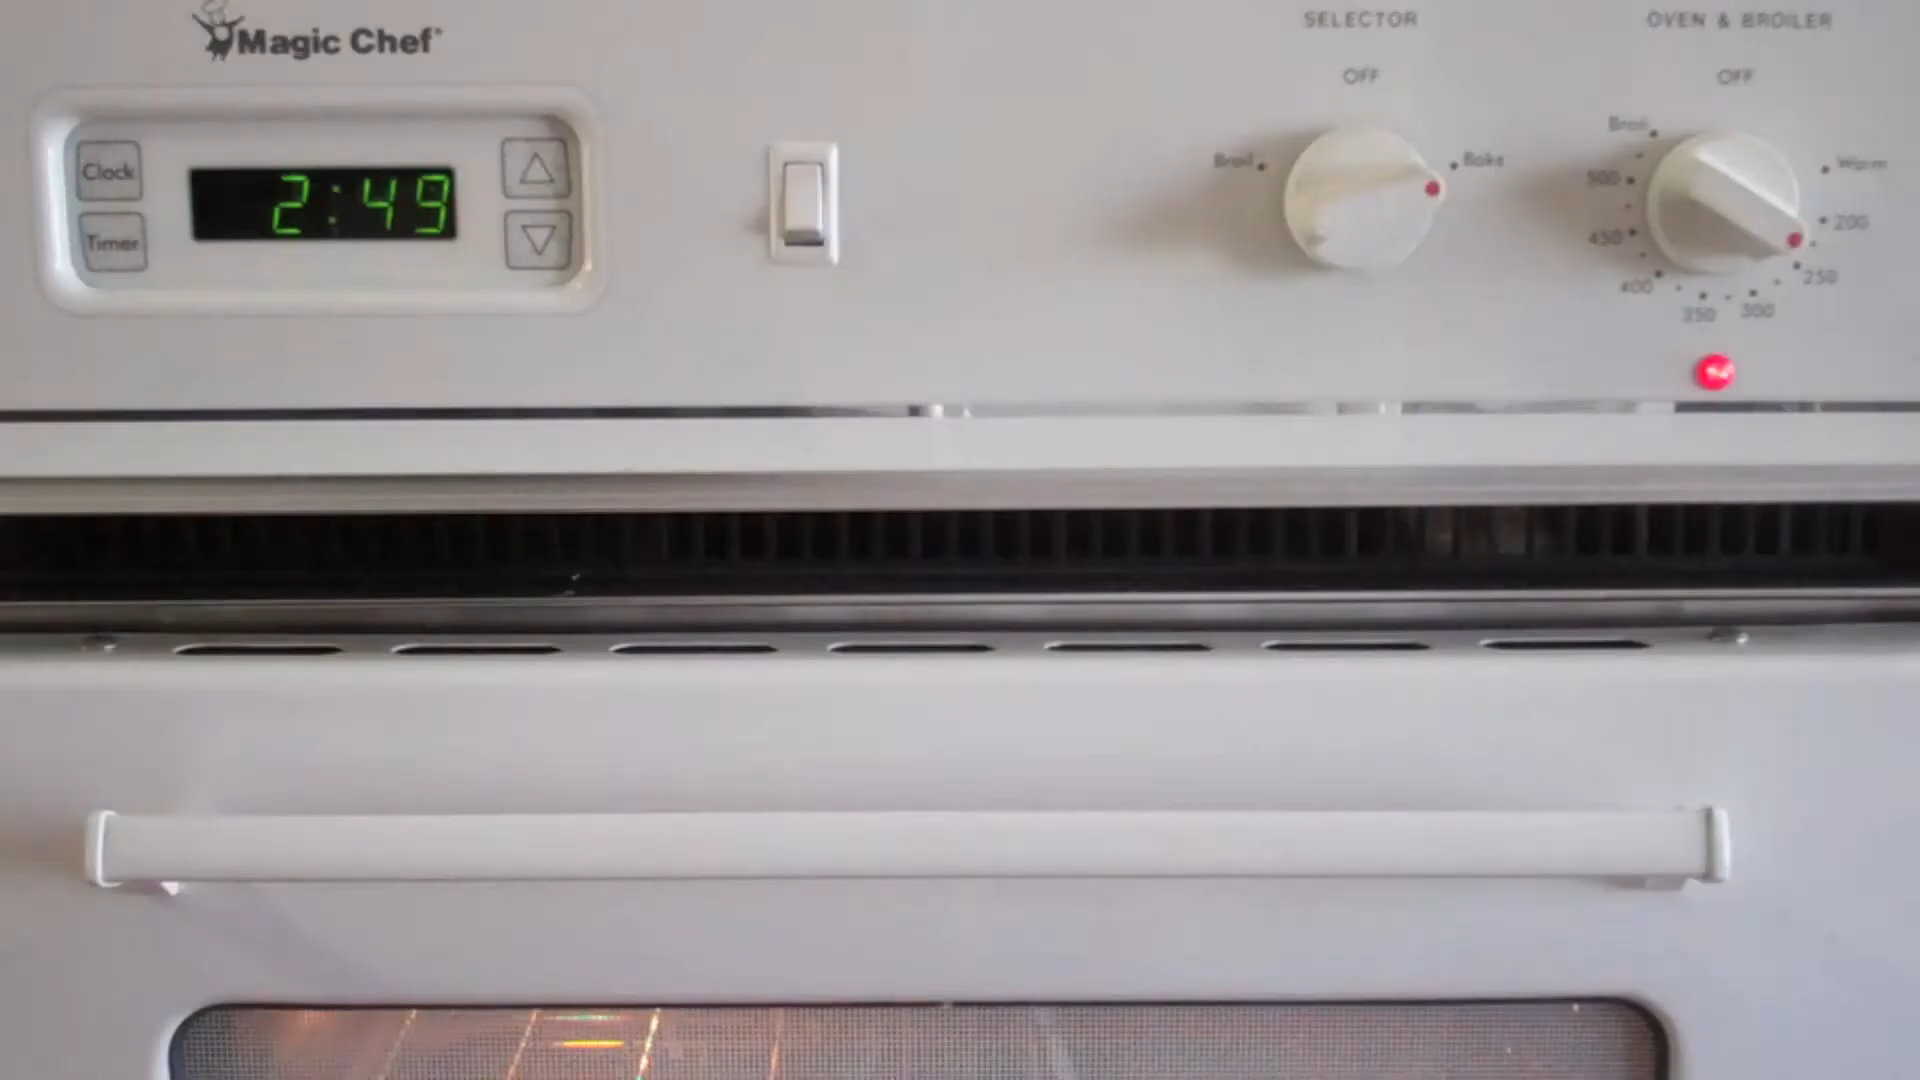 Magic Chef
SELECTOR
OVEN & BROILER
OFF
OFF
Clock
2:49
Timer
Broil
Bake
Broil
Warm
500
200
450
250
400
350
300